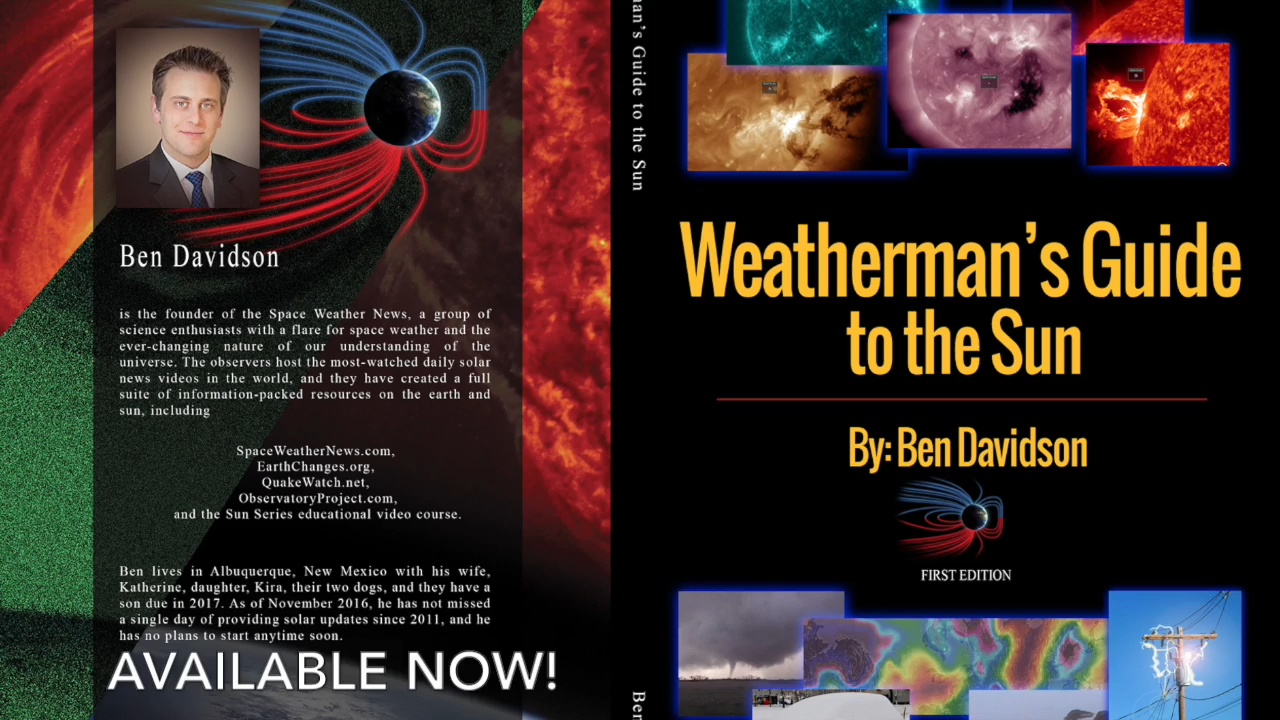 Ben Davidson
is the founder of the Space Weather News, a group of
science enthusiasts with a flare for space weather and the
ever-changing nature of our understanding of the
universe. The observers host the most-watched daily solar
news videos in the world, and they have created a full
suite of information-packed resources on the earth and
sun, including
SpaceWeatherNews.com,
EarthChanges.org,
QuakeWatch.net,
ObservatoryProject.com,
and the Sun Series educational video course.
Ben lives in Albuquerque, New Mexico with his wife,
Katherine, daughter, Kira, their two dogs, and they have a
son due in 2017. As of November 2016, he has not missed
a single day of providing solar updates since 2011, and he
has no plans to start anytime soon.
AVAILABLE NOW!
man's Guide to the Sun
Ben
Weatherman's Guide
to the Sun
By: Ben Davidson
FIRST EDITION